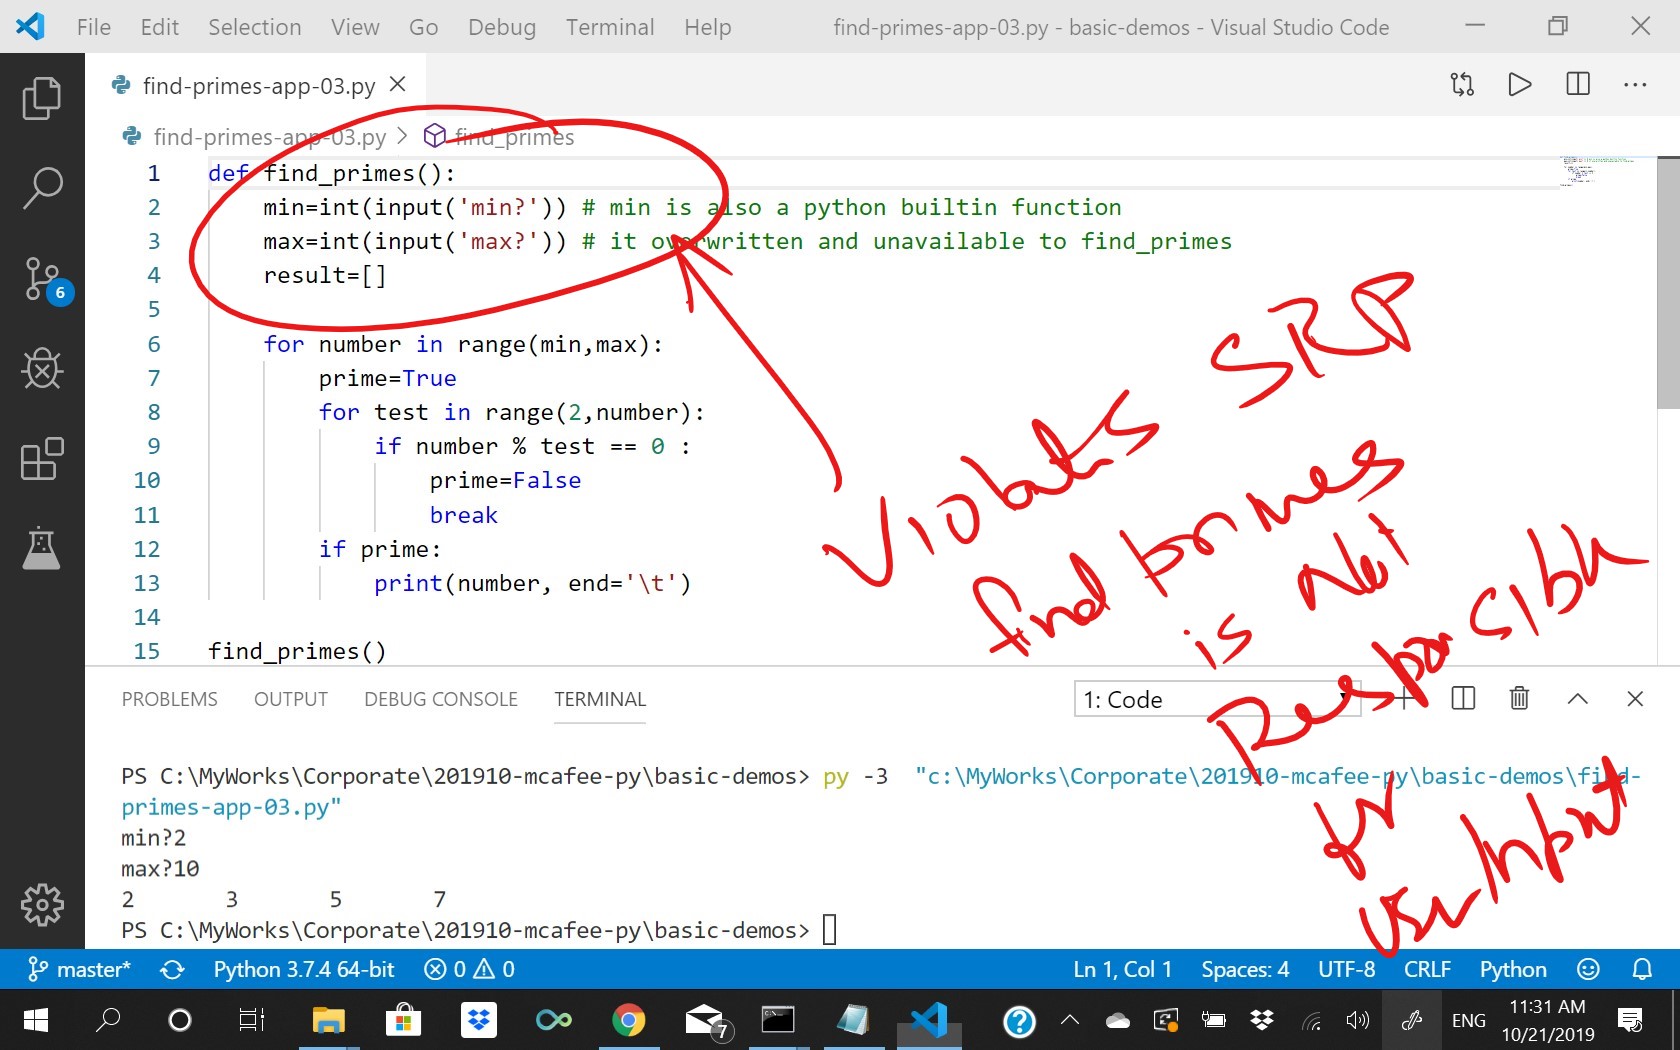 File Edit Selection View Go Debug Terminal Help find-primes-app-03.py - basic-demos - Visual Studio Code
find-primes-app-03.py
find-primes-app-03.py > find_primes
1 def find_primes():
2 min=int(input('min?')) # min is also a python builtin function
3 max=int(input('max?')) # it overwritten and unavailable to find_primes
4 result=[]
5
6 for number in range(min,max):
7 prime=True
8 for test in range(2,number):
9 if number % test == 0 :
10 prime=False
11 break
12 if prime:
13 print(number, end='\t')
14
15 find_primes()
Violates SRP
find primes
is Not
Responsible
for
User Input
6
PROBLEMS OUTPUT DEBUG CONSOLE TERMINAL 1: Code
PS C:\MyWorks\Corporate\201910-mcafee-py\basic-demos> py -3 "c:\MyWorks\Corporate\201910-mcafee-py\basic-demos\find-
primes-app-03.py"
min?2
max?10
2 3 5 7
PS C:\MyWorks\Corporate\201910-mcafee-py\basic-demos>
master* Python 3.7.4 64-bit 0 0 Ln 1, Col 1 Spaces: 4 UTF-8 CRLF Python
7 ENG 11:31 AM
10/21/2019